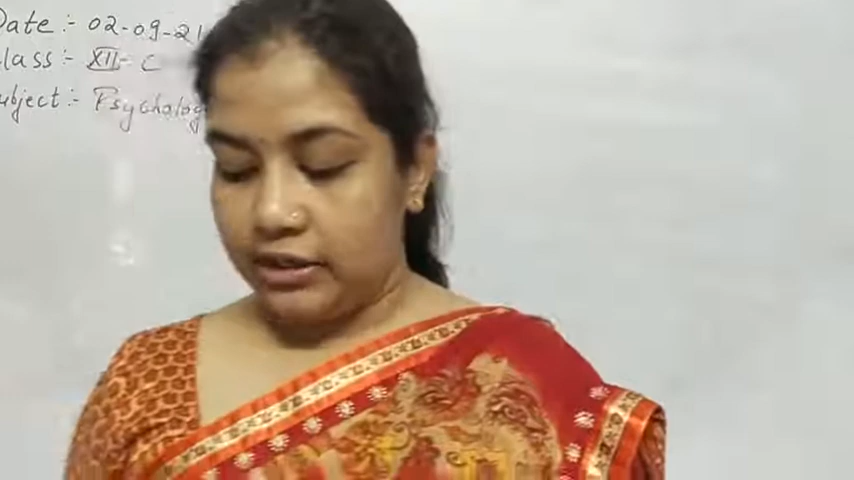 Date :- 02-09-21
lass :- XII - C
ubject :- Psycholog